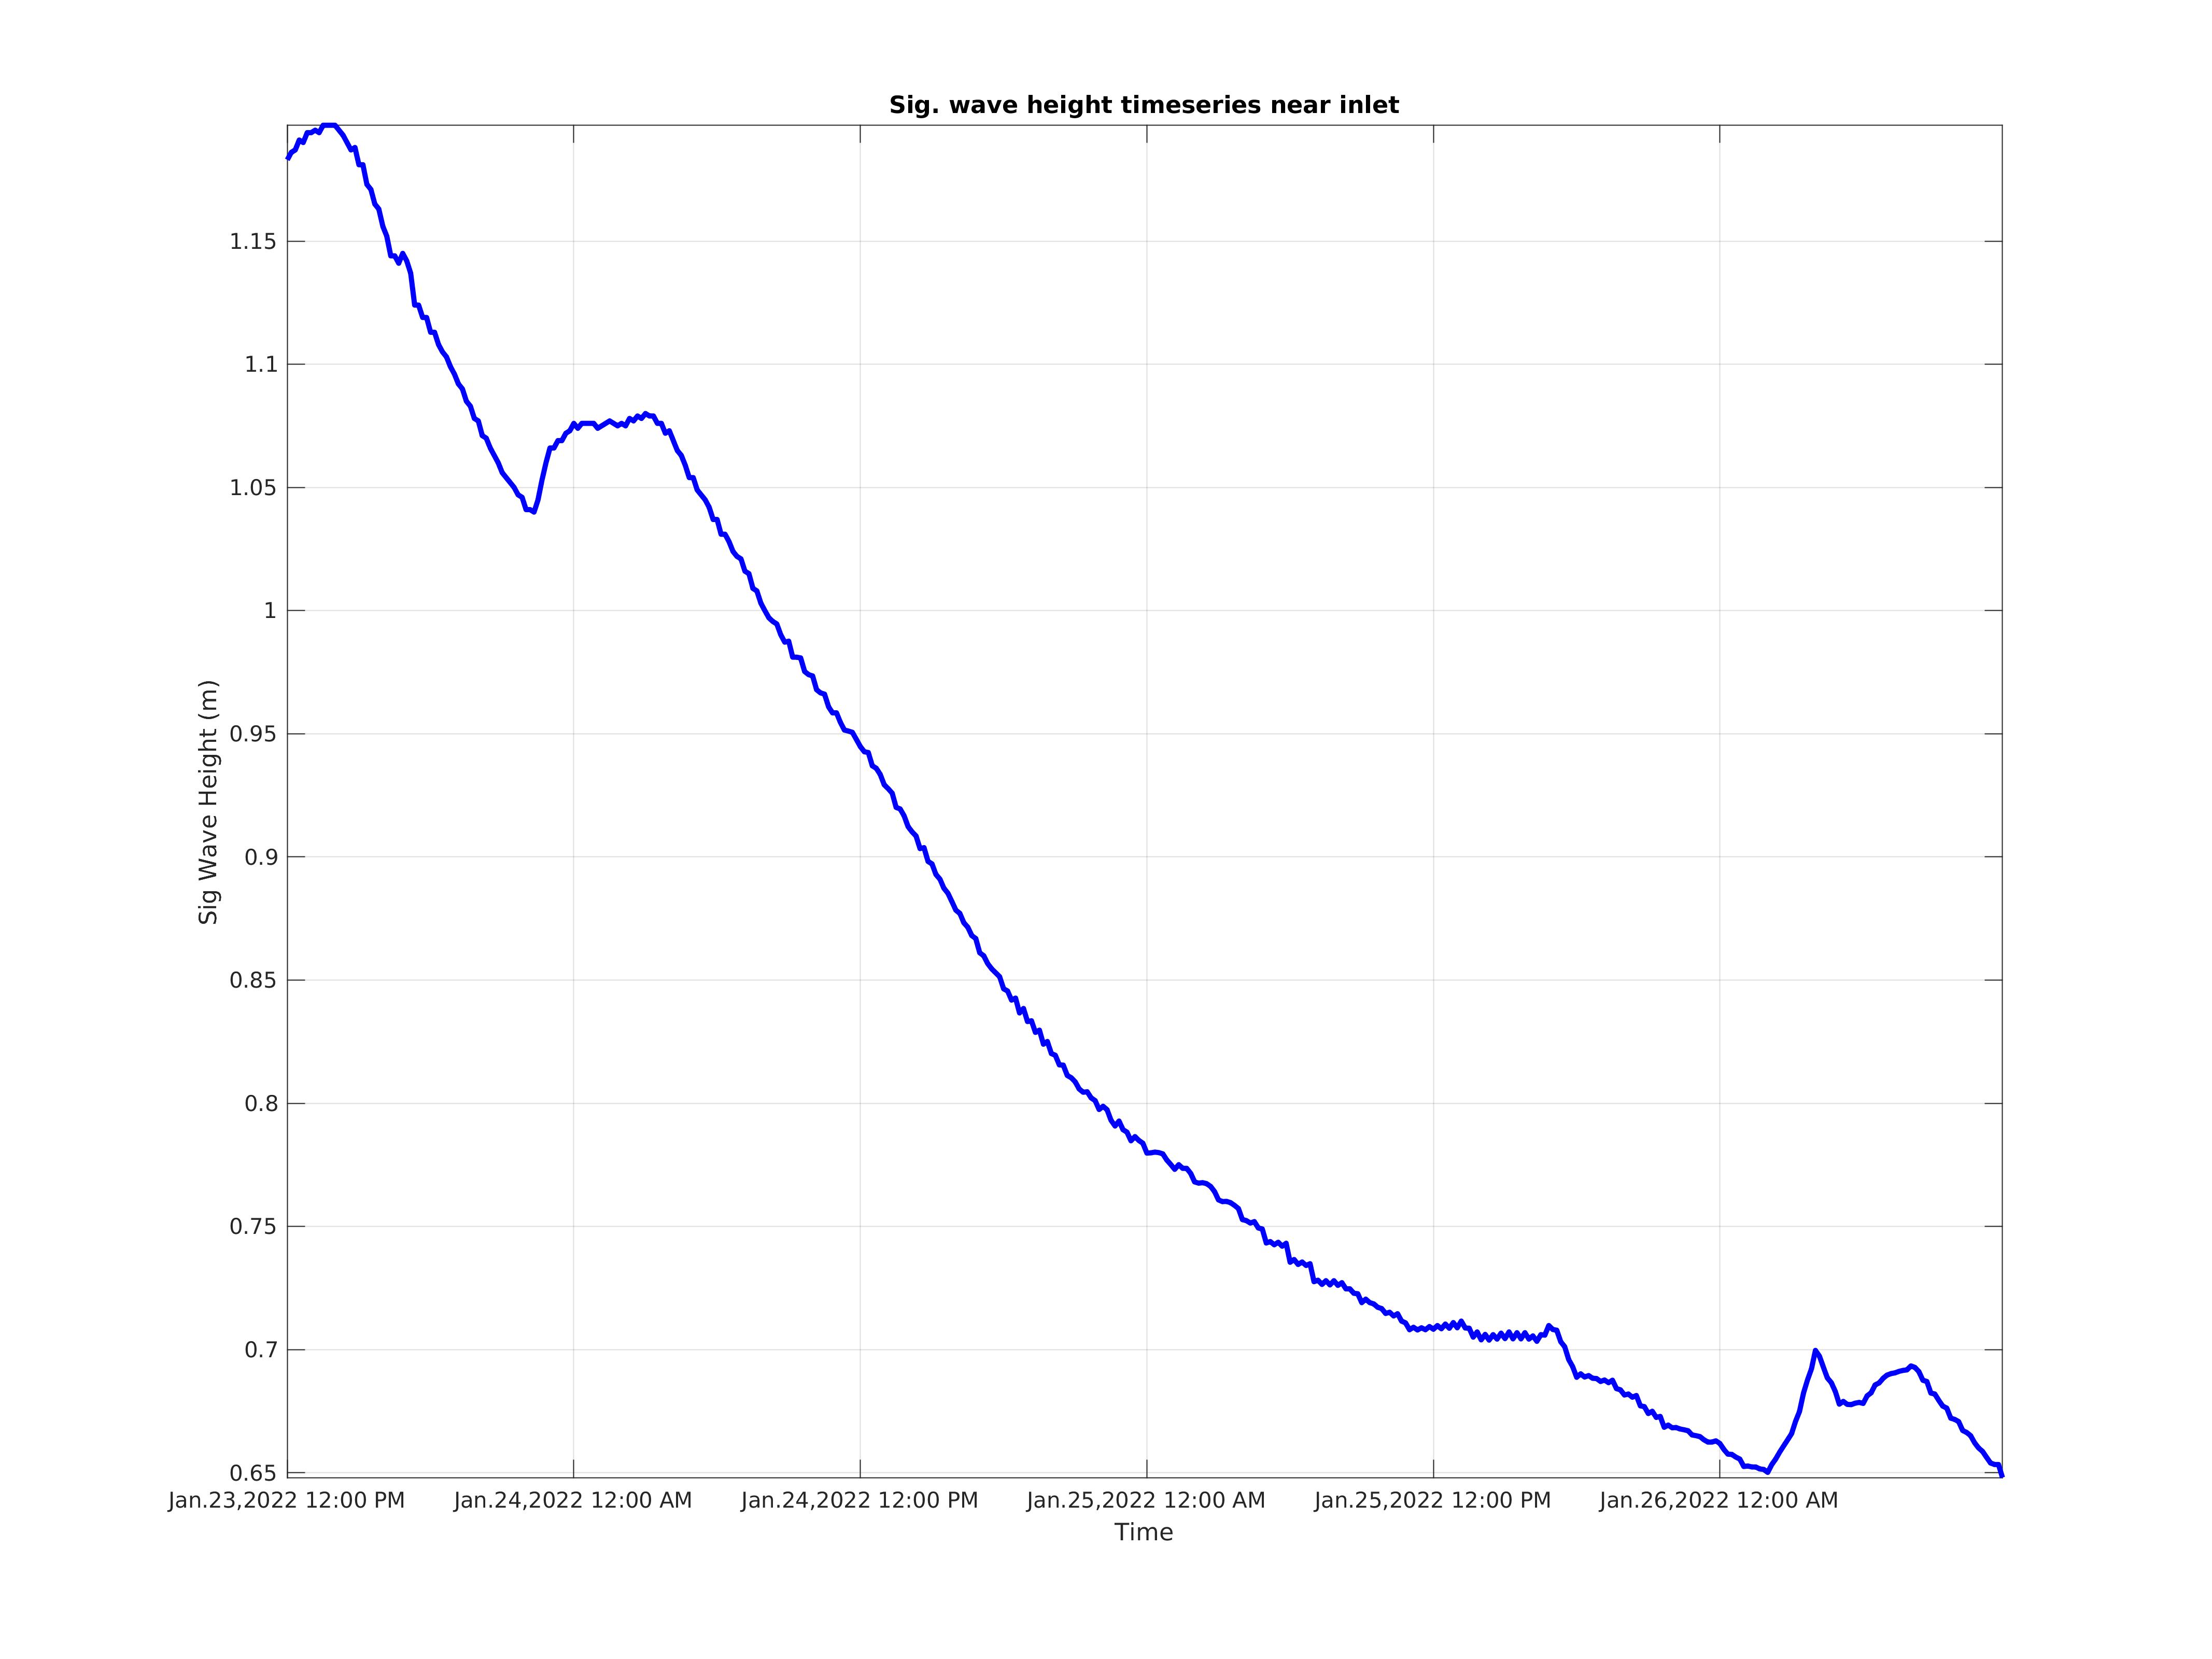 Sig. wave height timeseries near inlet
1.15
1.1
1.05
1
0.95
0.9
0.85
0.8
0.75
0.7
0.65
Sig Wave Height (m)
Jan.23,2022 12:00 PM Jan.24,2022 12:00 AM Jan.24,2022 12:00 PM Jan.25,2022 12:00 AM Jan.25,2022 12:00 PM Jan.26,2022 12:00 AM
Time